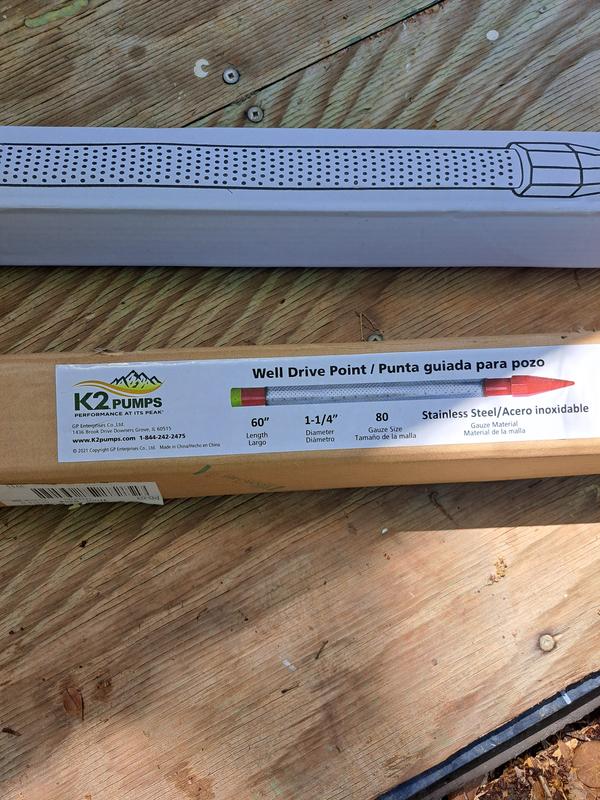 Well Drive Point / Punta guiada para pozo
K2 PUMPS
PERFORMANCE AT ITS PEAK
GP Enterprises Co.,Ltd.
1436 Brook Drive Downers Grove, IL 60515
www.K2pumps.com 1-844-242-2475
© 2021 Copyright GP Enterprises Co., Ltd. Made in China/Hecho en China
60"
Length
Largo
1-1/4"
Diameter
Diámetro
80
Gauze Size
Tamaño de la malla
Stainless Steel/Acero inoxidable
Gauze Material
Material de la malla